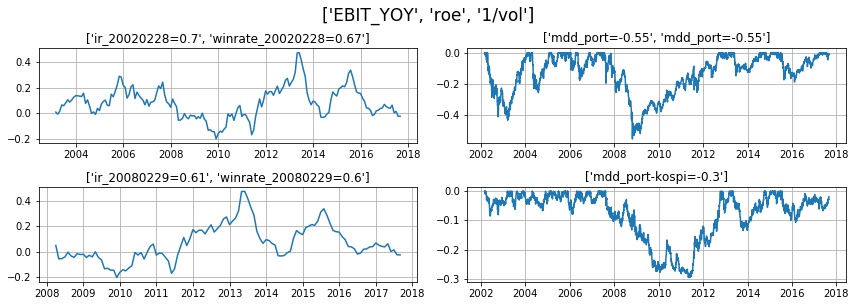 ['EBIT_YOY', 'roe', '1/vol']
['ir_20020228=0.7', 'winrate_20020228=0.67']
0.4
0.2
0.0
−0.2
2004 2006 2008 2010 2012 2014 2016 2018
['mdd_port=-0.55', 'mdd_port=-0.55']
0.0
−0.2
−0.4
2002 2004 2006 2008 2010 2012 2014 2016 2018
['ir_20080229=0.61', 'winrate_20080229=0.6']
0.4
0.2
0.0
−0.2
2008 2009 2010 2011 2012 2013 2014 2015 2016 2017 2018
['mdd_port-kospi=-0.3']
0.0
−0.1
−0.2
−0.3
2002 2004 2006 2008 2010 2012 2014 2016 2018